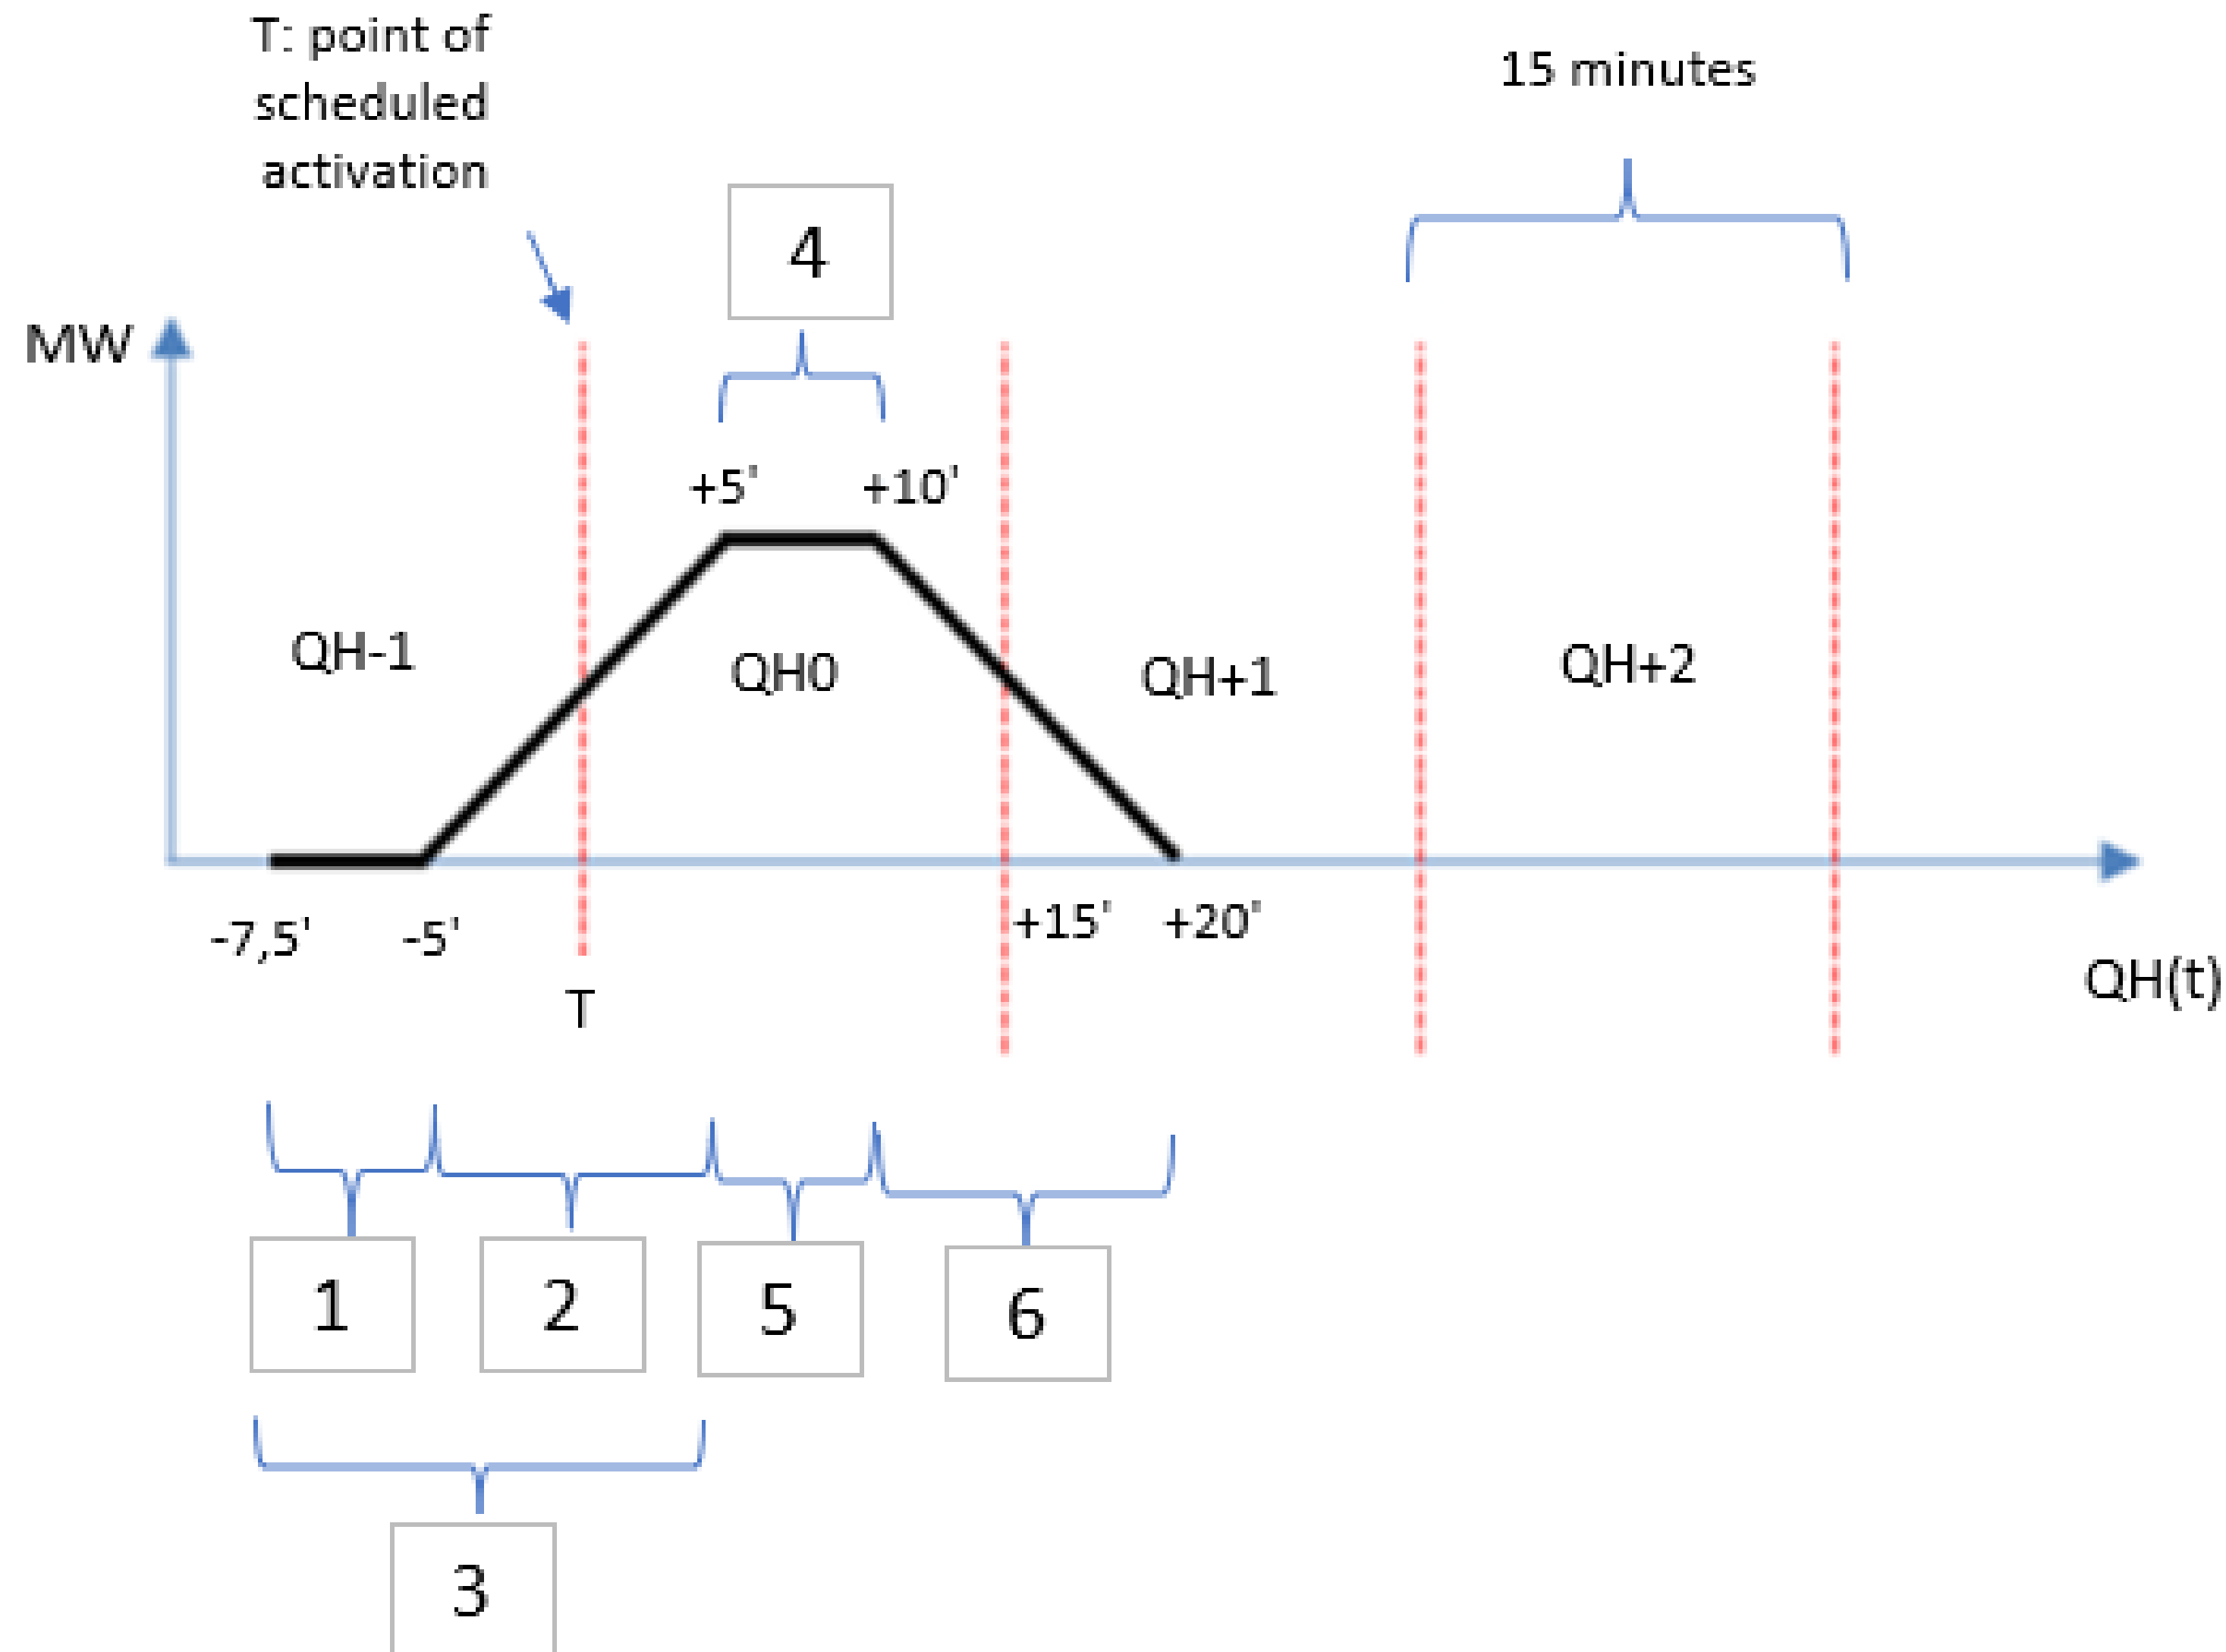 T: point of
scheduled
activation
15 minutes
4
MW
+5'
+10'
QH-1
QH0
QH+1
QH+2
-7,5'
-5'
+15'
+20'
T
QH(t)
1
2
5
6
3